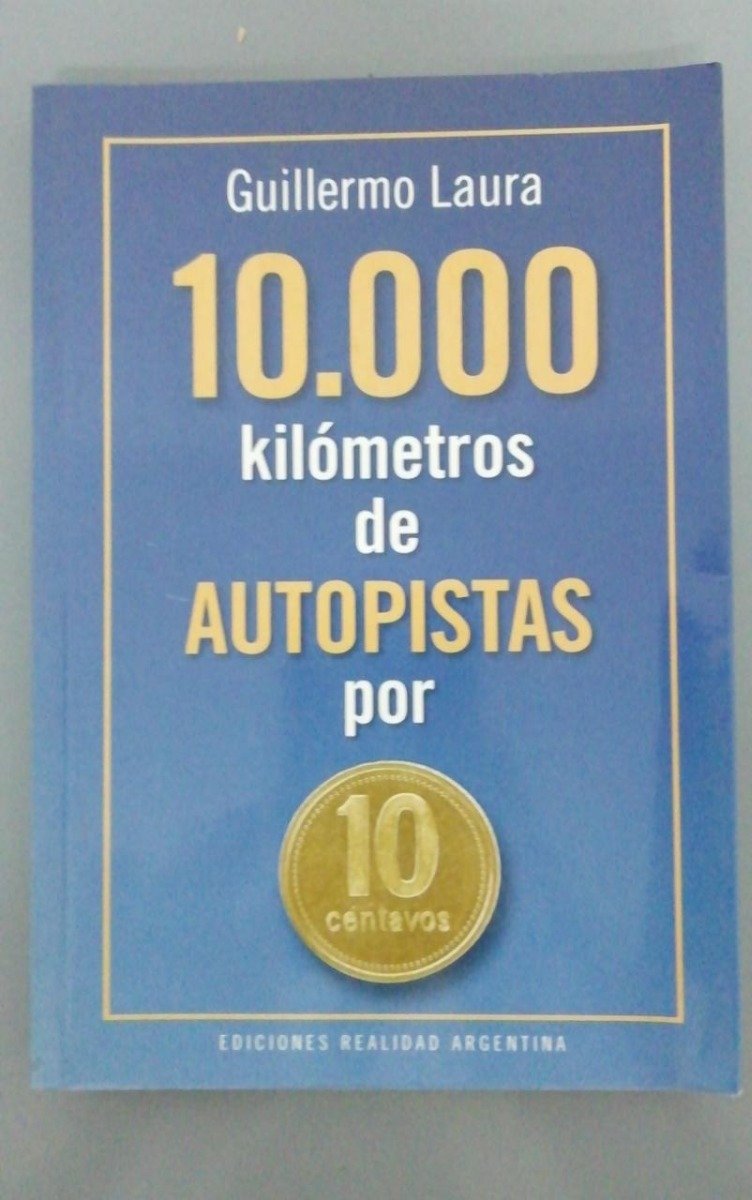 Guillermo Laura
10.000
kilómetros
de
AUTOPISTAS
por
10
centavos
EDICIONES REALIDAD ARGENTINA